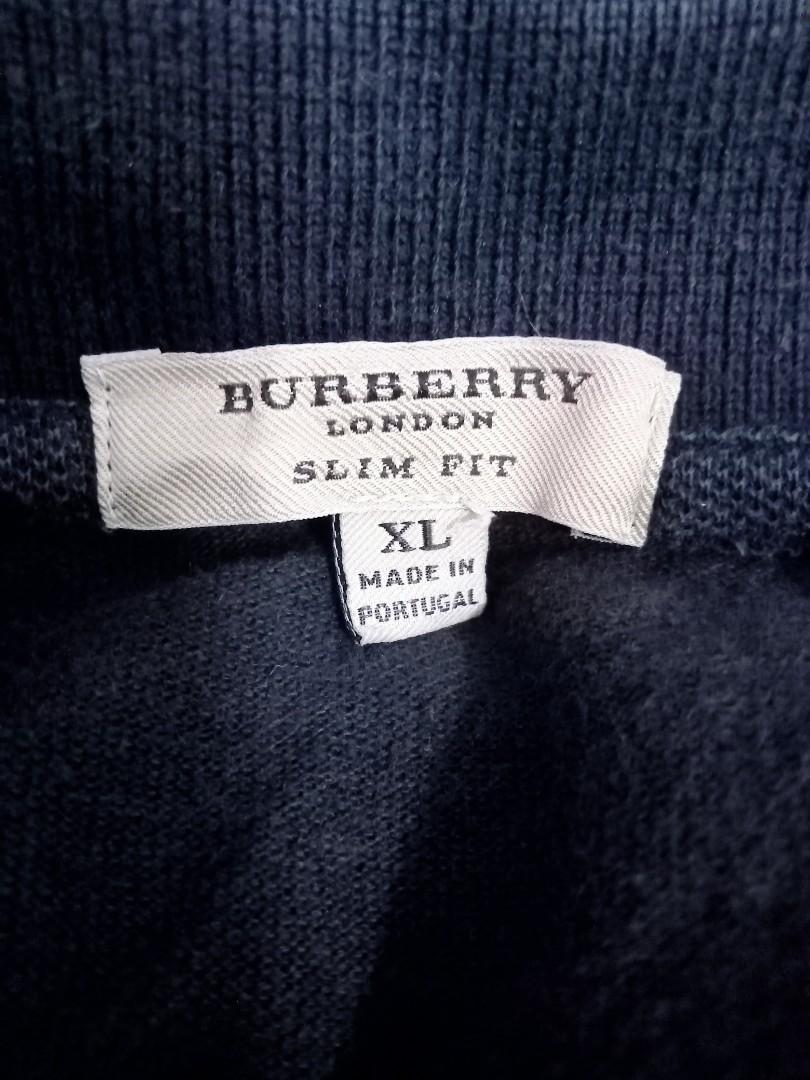 BURBERRY
LONDON
SLIM FIT
XL
MADE IN
PORTUGAL